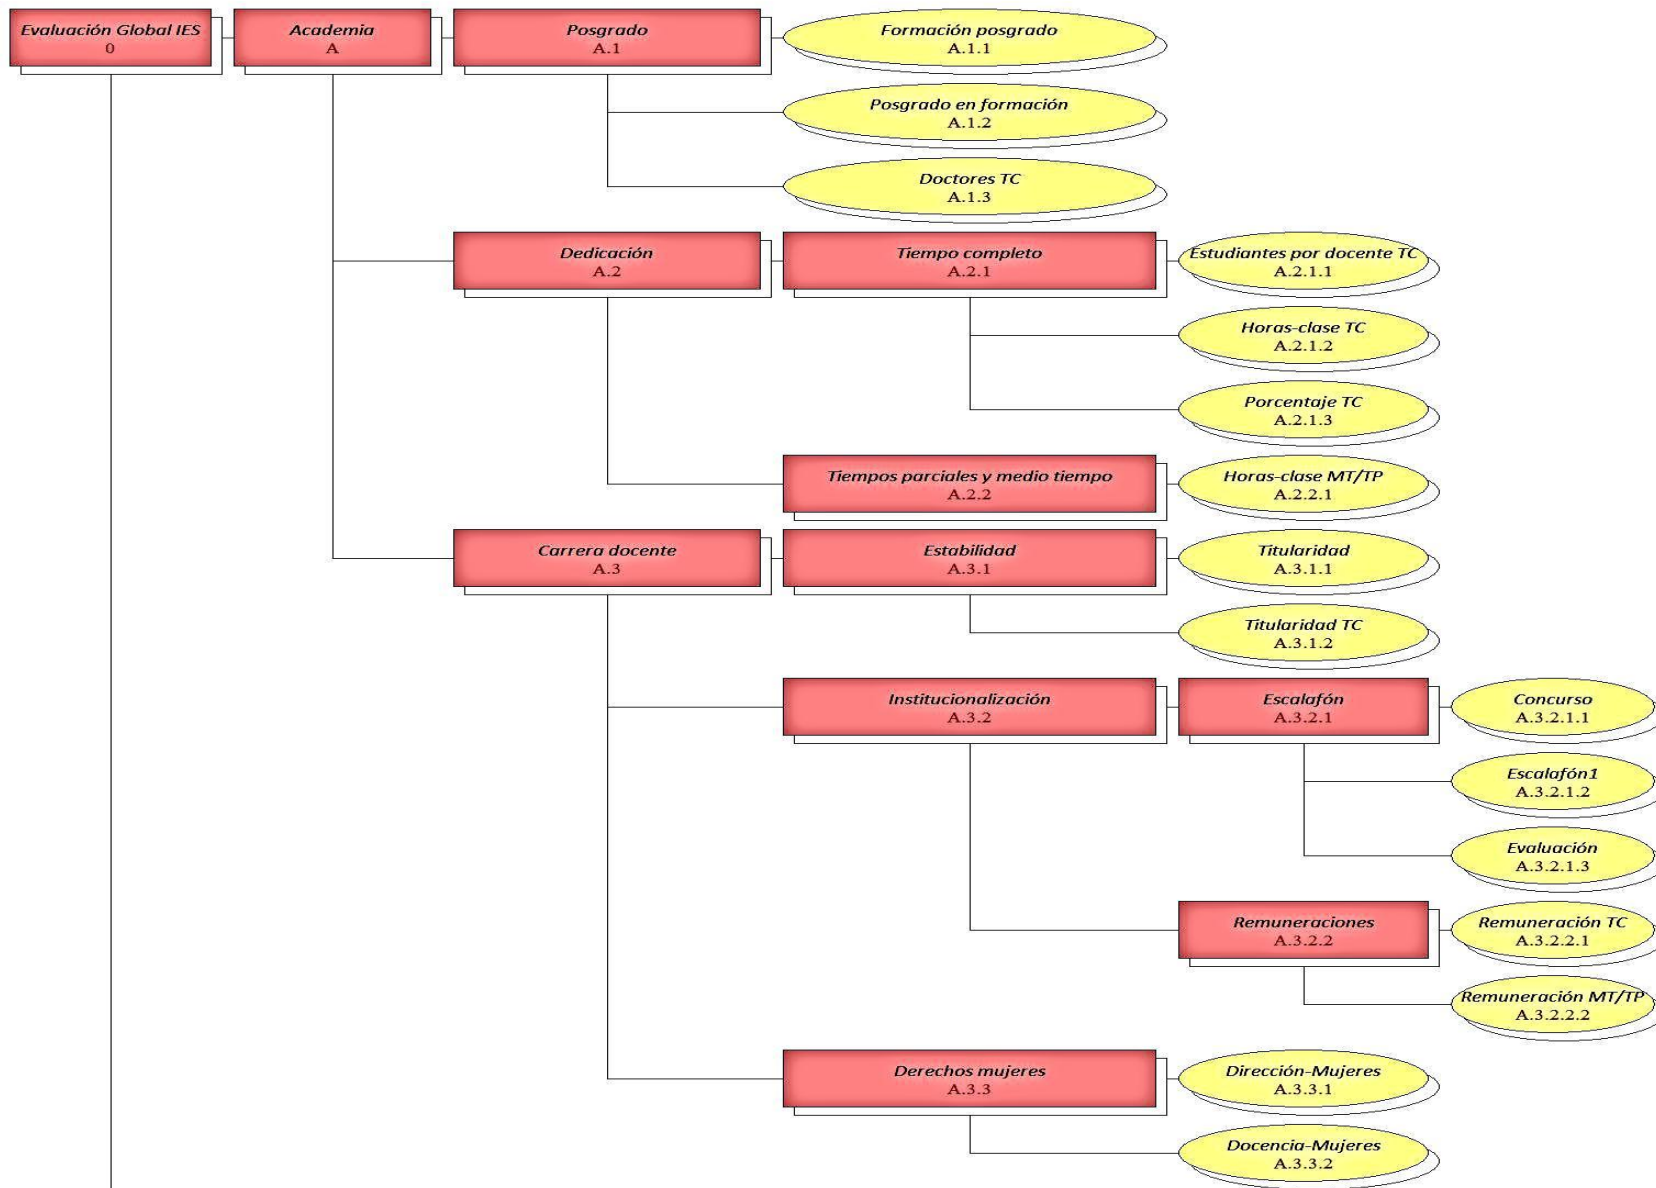 Evaluación Global IES
0
Academia
A
Posgrado
A.1
Formación posgrado
A.1.1
Posgrado en formación
A.1.2
Doctores TC
A.1.3
Dedicación
A.2
Tiempo completo
A.2.1
Estudiantes por docente TC
A.2.1.1
Horas-clase TC
A.2.1.2
Porcentaje TC
A.2.1.3
Tiempos parciales y medio tiempo
A.2.2
Horas-clase MT/TP
A.2.2.1
Carrera docente
A.3
Estabilidad
A.3.1
Titularidad
A.3.1.1
Titularidad TC
A.3.1.2
Institucionalización
A.3.2
Escalafón
A.3.2.1
Concurso
A.3.2.1.1
Escalafón1
A.3.2.1.2
Evaluación
A.3.2.1.3
Remuneraciones
A.3.2.2
Remuneración TC
A.3.2.2.1
Remuneración MT/TP
A.3.2.2.2
Derechos mujeres
A.3.3
Dirección-Mujeres
A.3.3.1
Docencia-Mujeres
A.3.3.2